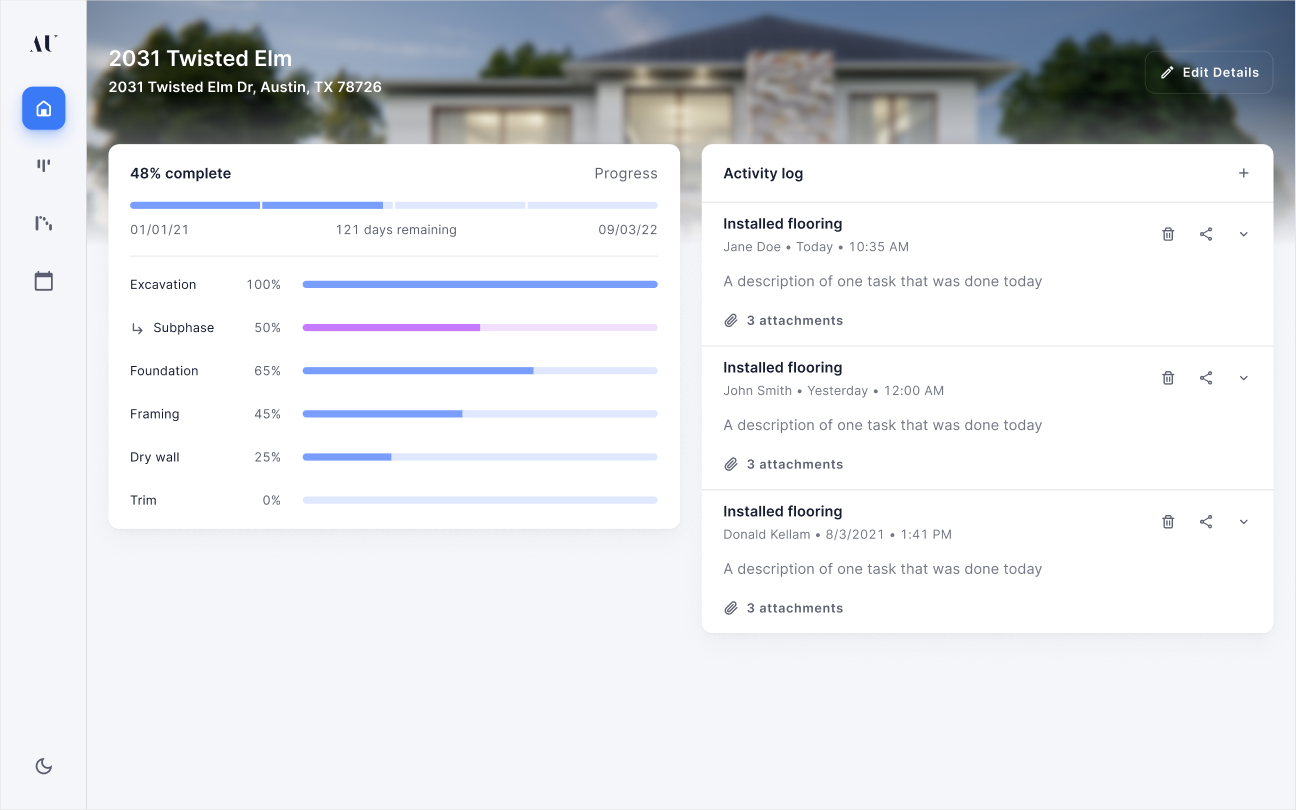 AU
2031 Twisted Elm
2031 Twisted Elm Dr, Austin, TX 78726
Edit Details
48% complete
Progress
01/01/21
121 days remaining
09/03/22
Excavation 100%
Subphase 50%
Foundation 65%
Framing 45%
Dry wall 25%
Trim 0%
Activity log
Installed flooring
Jane Doe • Today • 10:35 AM
A description of one task that was done today
3 attachments
Installed flooring
John Smith • Yesterday • 12:00 AM
A description of one task that was done today
3 attachments
Installed flooring
Donald Kellam • 8/3/2021 • 1:41 PM
A description of one task that was done today
3 attachments